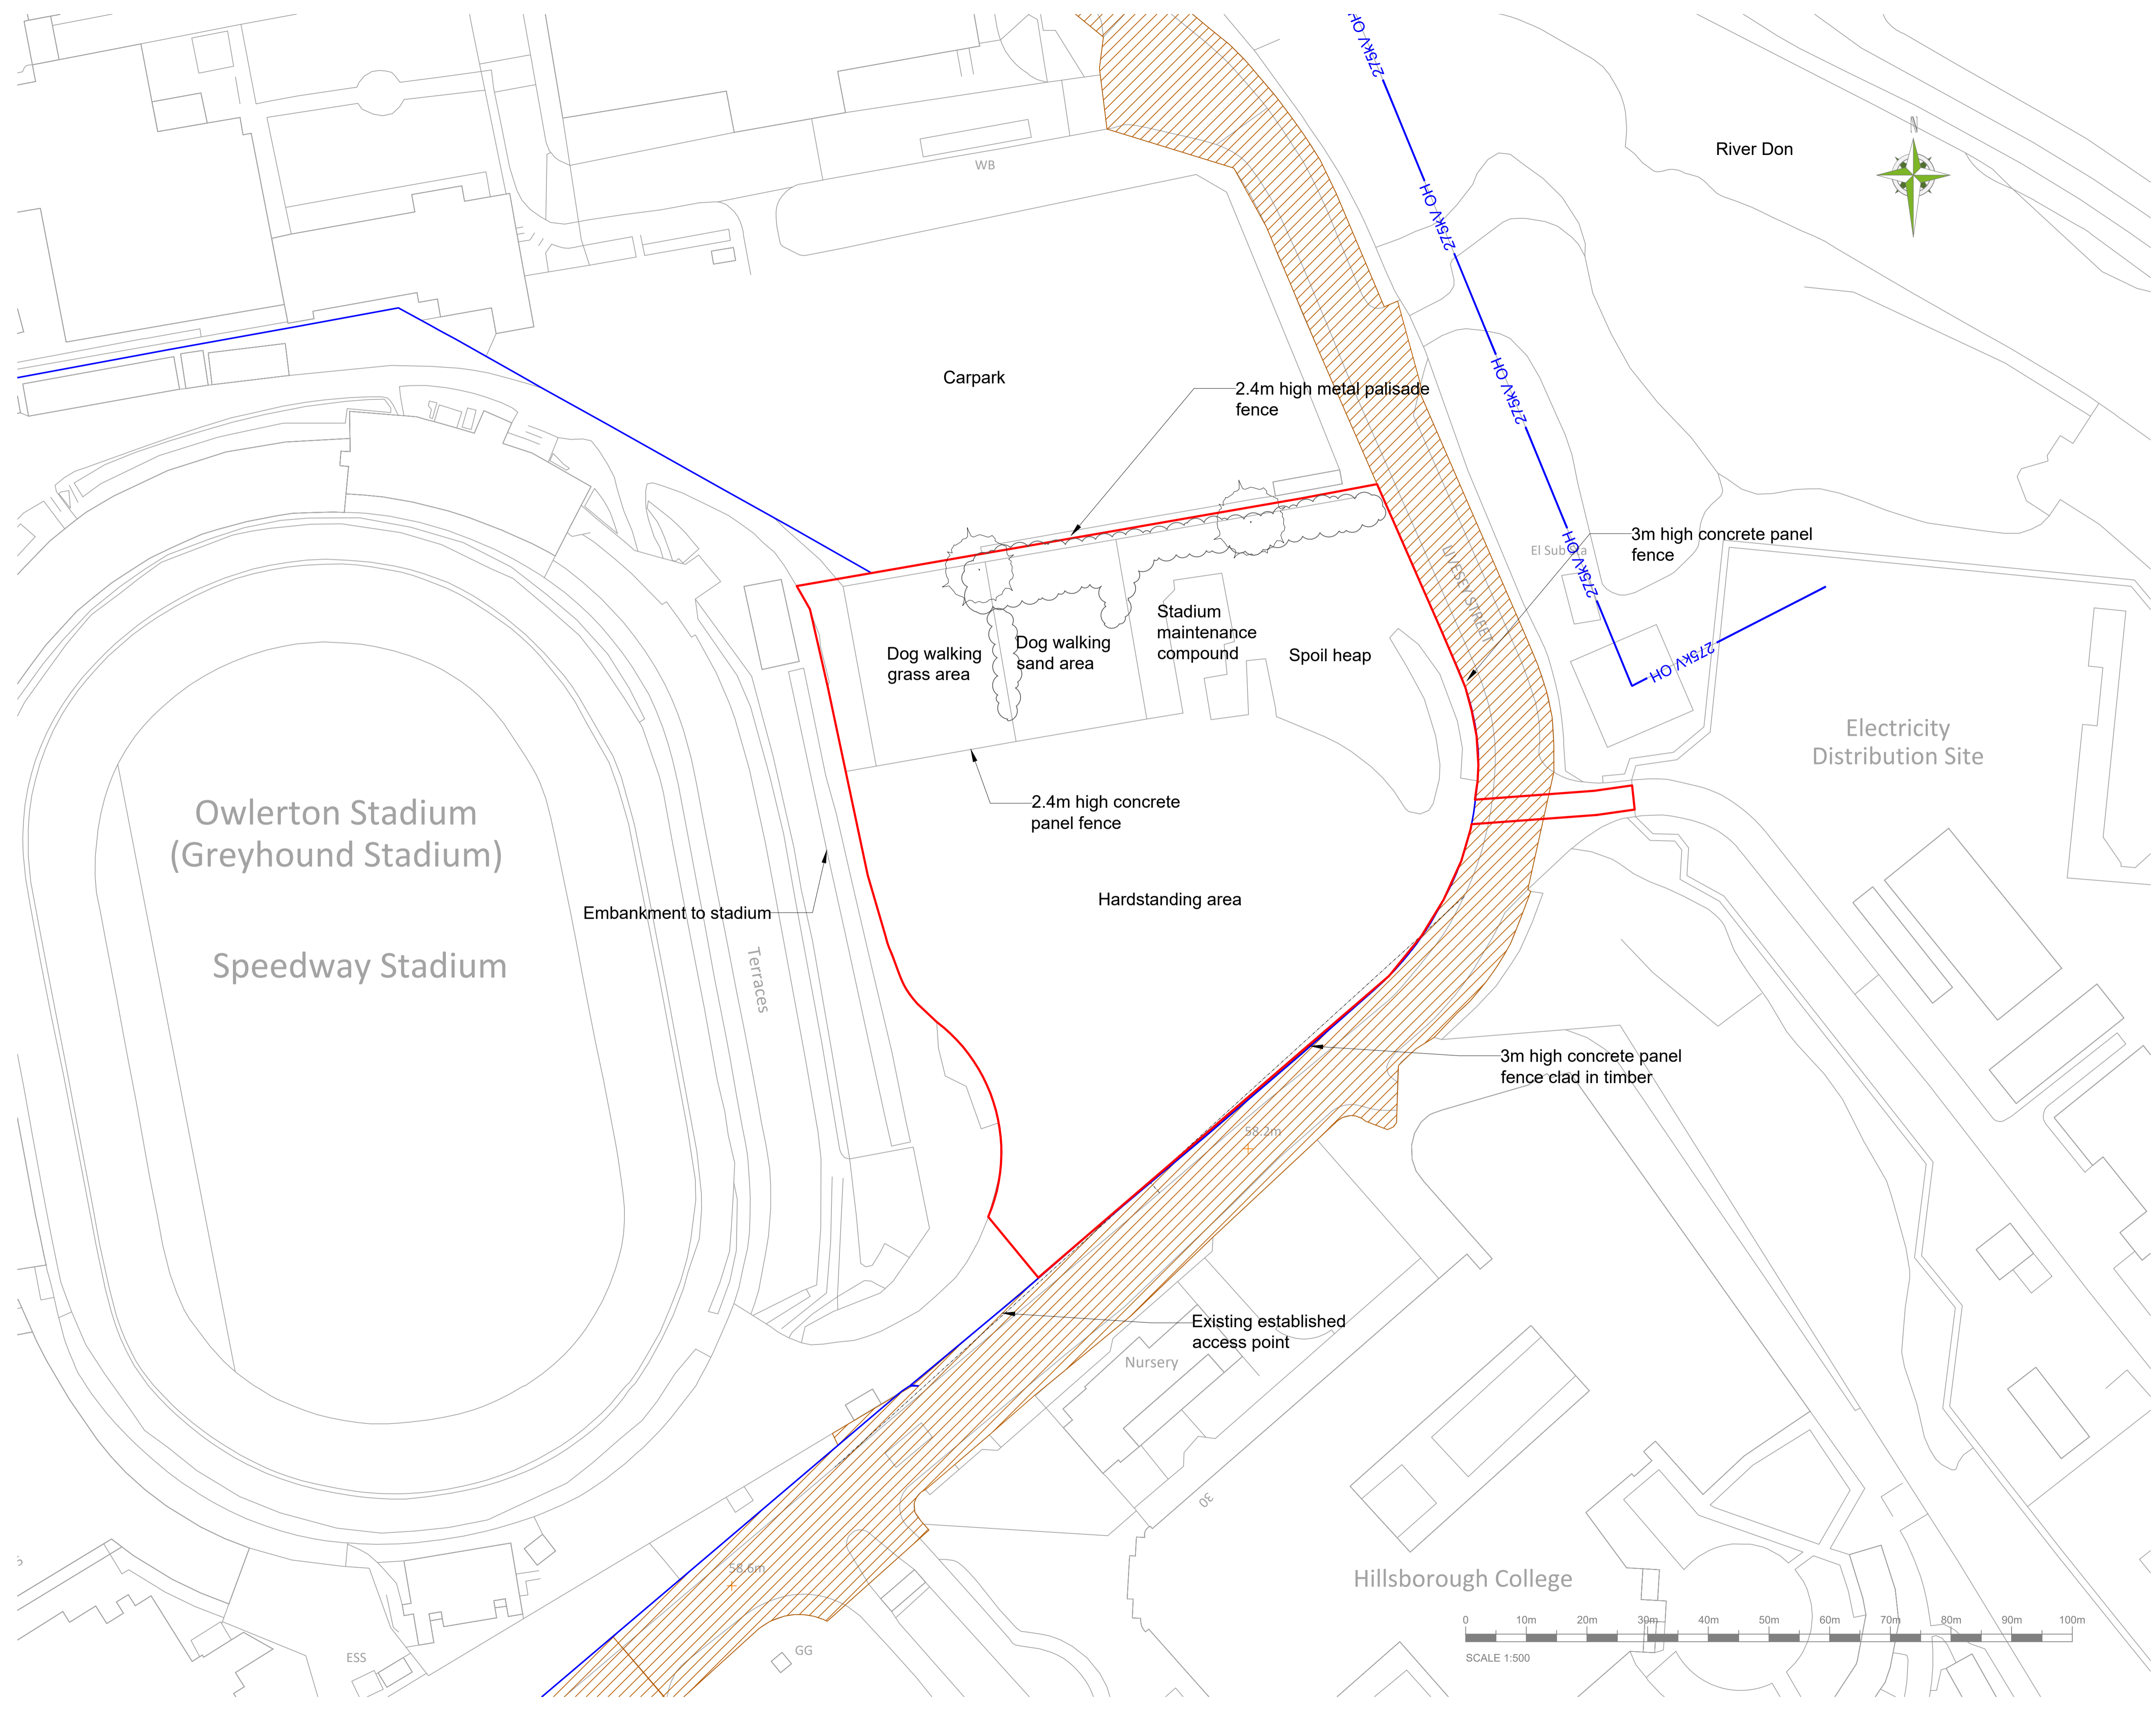 275kV OH
N
River Don
WB
275kV OH
Carpark
2.4m high metal palisade
fence
275kV OH
3m high concrete panel
fence
El Sub Sta
275kV OH
LIVESEY STREET
Stadium
maintenance
compound
Dog walking
sand area
Dog walking
grass area
Spoil heap
275kV OH
Electricity
Distribution Site
2.4m high concrete
panel fence
Owlerton Stadium
(Greyhound Stadium)
Hardstanding area
Embankment to stadium
Speedway Stadium
Terraces
3m high concrete panel
fence clad in timber
58.2m
Existing established
access point
Nursery
30
58.6m
Hillsborough College
0 10m 20m 30m 40m 50m 60m 70m 80m 90m 100m
SCALE 1:500
GG
ESS